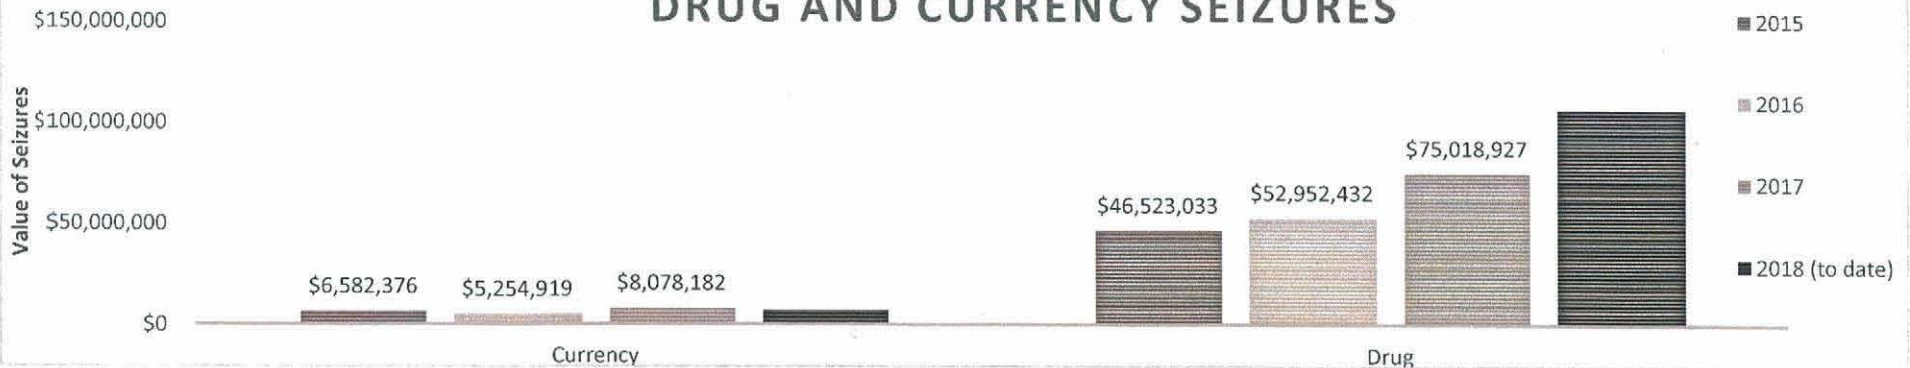 DRUG AND CURRENCY SEIZURES
$150,000,000
$100,000,000
$50,000,000
$0
Value of Seizures
$6,582,376
$5,254,919
$8,078,182
$46,523,033
$52,952,432
$75,018,927
Currency
Drug
2015
2016
2017
2018 (to date)